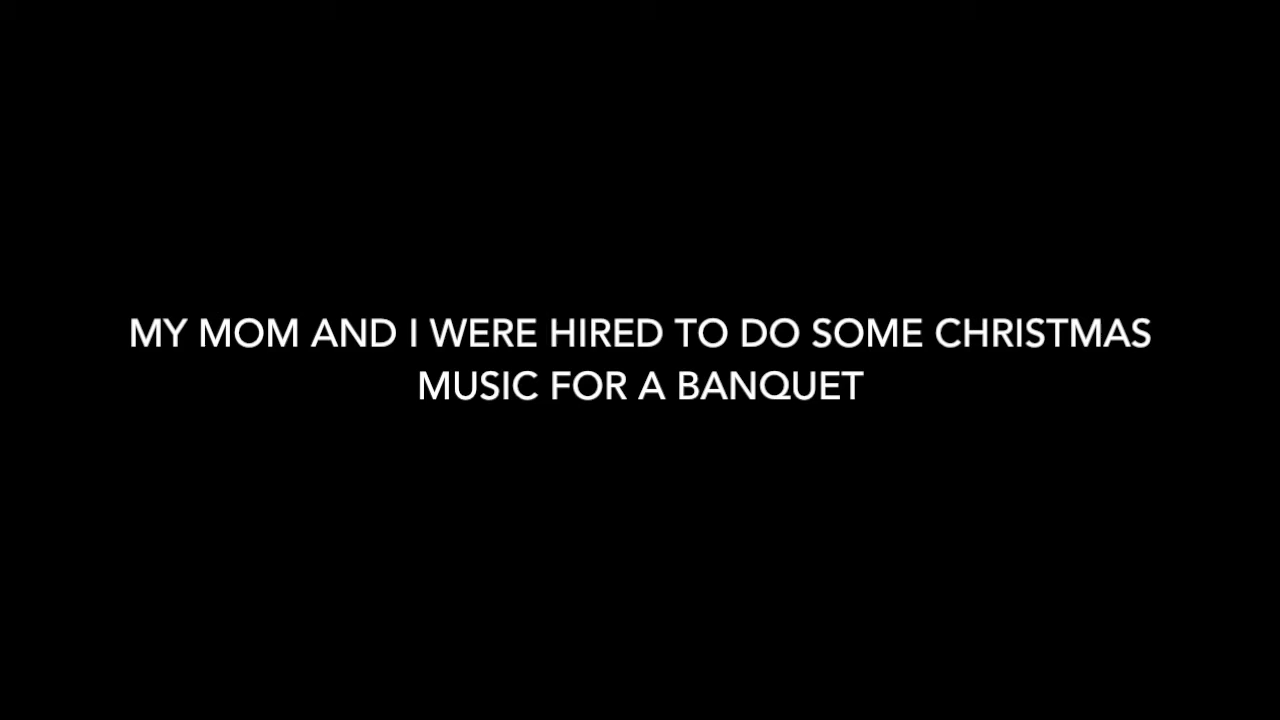 MY MOM AND I WERE HIRED TO DO SOME CHRISTMAS
MUSIC FOR A BANQUET